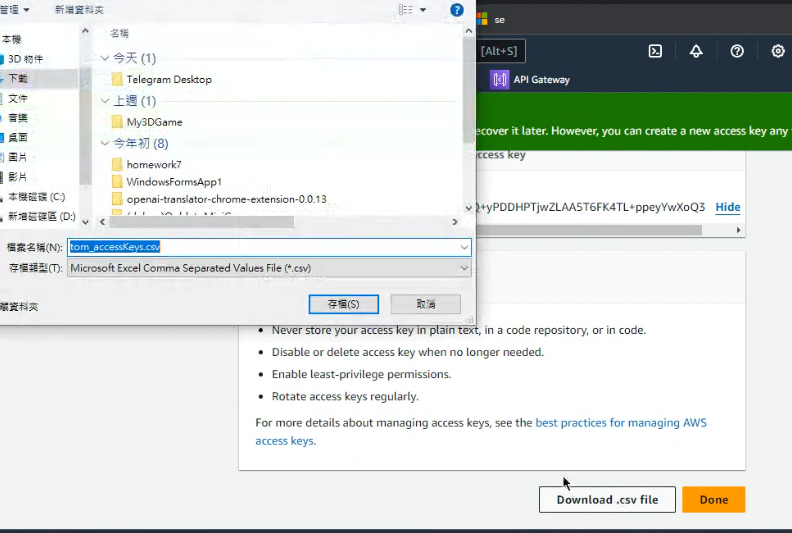 管理
新增資料夾
se
本機
3D 物件
下載
文件
音樂
桌面
圖片
影片
本機磁碟 (C:)
新增磁碟區 (D:)
名稱
今天 (1)
Telegram Desktop
上週 (1)
My3DGame
今年初 (8)
homework7
WindowsFormsApp1
openai-translator-chrome-extension-0.0.13
檔案名稱(N):
tom_accessKeys.csv
存檔類型(T):
Microsoft Excel Comma Separated Values File (*.csv)
藏資料夾
存檔(S)
取消
[Alt+S]
API Gateway
ecover it later. However, you can create a new access key any
ccess key
Q+yPDDHPTjwZLAA5T6FK4TL+ppeyYwXoQ3
Hide
Never store your access key in plain text, in a code repository, or in code.
Disable or delete access key when no longer needed.
Enable least-privilege permissions.
Rotate access keys regularly.
For more details about managing access keys, see the best practices for managing AWS
access keys.
Download .csv file
Done